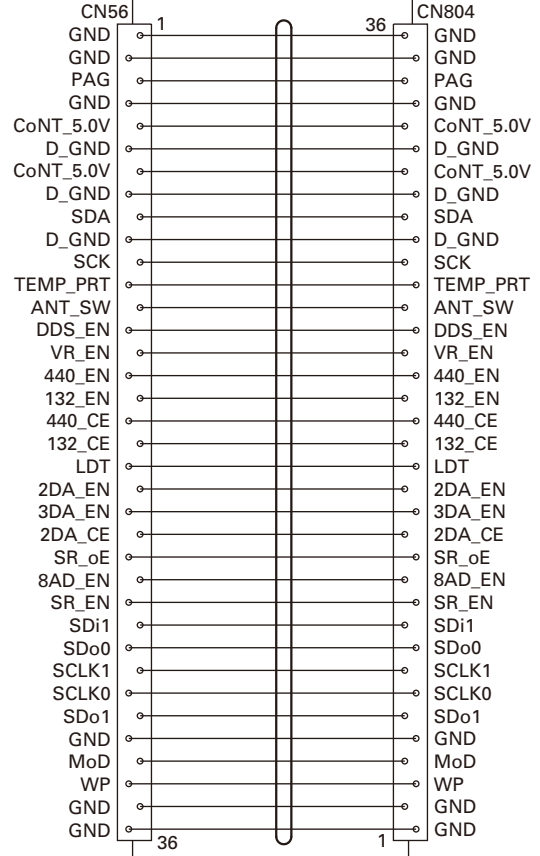 CN56 CN804
1 36
GND GND
GND GND
PAG PAG
GND GND
CoNT_5.0V CoNT_5.0V
D_GND D_GND
CoNT_5.0V CoNT_5.0V
D_GND D_GND
SDA SDA
D_GND D_GND
SCK SCK
TEMP_PRT TEMP_PRT
ANT_SW ANT_SW
DDS_EN DDS_EN
VR_EN VR_EN
440_EN 440_EN
132_EN 132_EN
440_CE 440_CE
132_CE 132_CE
LDT LDT
2DA_EN 2DA_EN
3DA_EN 3DA_EN
2DA_CE 2DA_CE
SR_oE SR_oE
8AD_EN 8AD_EN
SR_EN SR_EN
SDi1 SDi1
SDo0 SDo0
SCLK1 SCLK1
SCLK0 SCLK0
SDo1 SDo1
GND GND
MoD MoD
WP WP
GND GND
GND GND
36 1